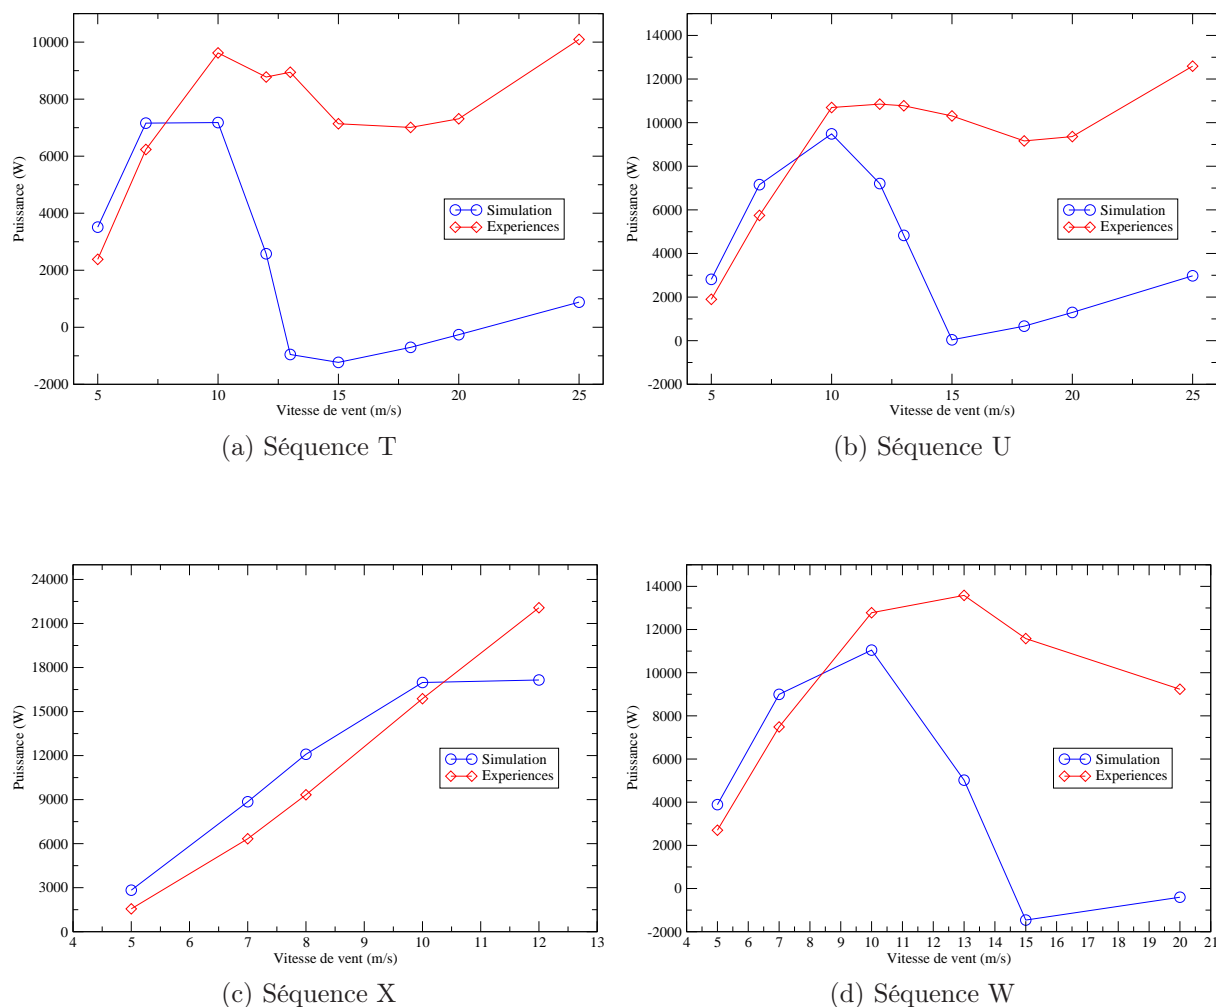 10000
8000
6000
4000
2000
0
-2000
Puissance (W)
5
10
15
20
25
Vitesse de vent (m/s)
Simulation
Experiences
(a) Séquence T
14000
12000
10000
8000
6000
4000
2000
0
-2000
Puissance (W)
5
10
15
20
25
Vitesse de vent (m/s)
Simulation
Experiences
(b) Séquence U
24000
21000
18000
15000
12000
9000
6000
3000
0
Puissance (W)
4 5 6 7 8 9 10 11 12 13
Vitesse de vent (m/s)
Simulation
Experiences
(c) Séquence X
14000
12000
10000
8000
6000
4000
2000
0
-2000
Puissance (W)
4 5 6 7 8 9 10 11 12 13 14 15 16 17 18 19 20 21
Vitesse de vent (m/s)
Simulation
Experiences
(d) Séquence W